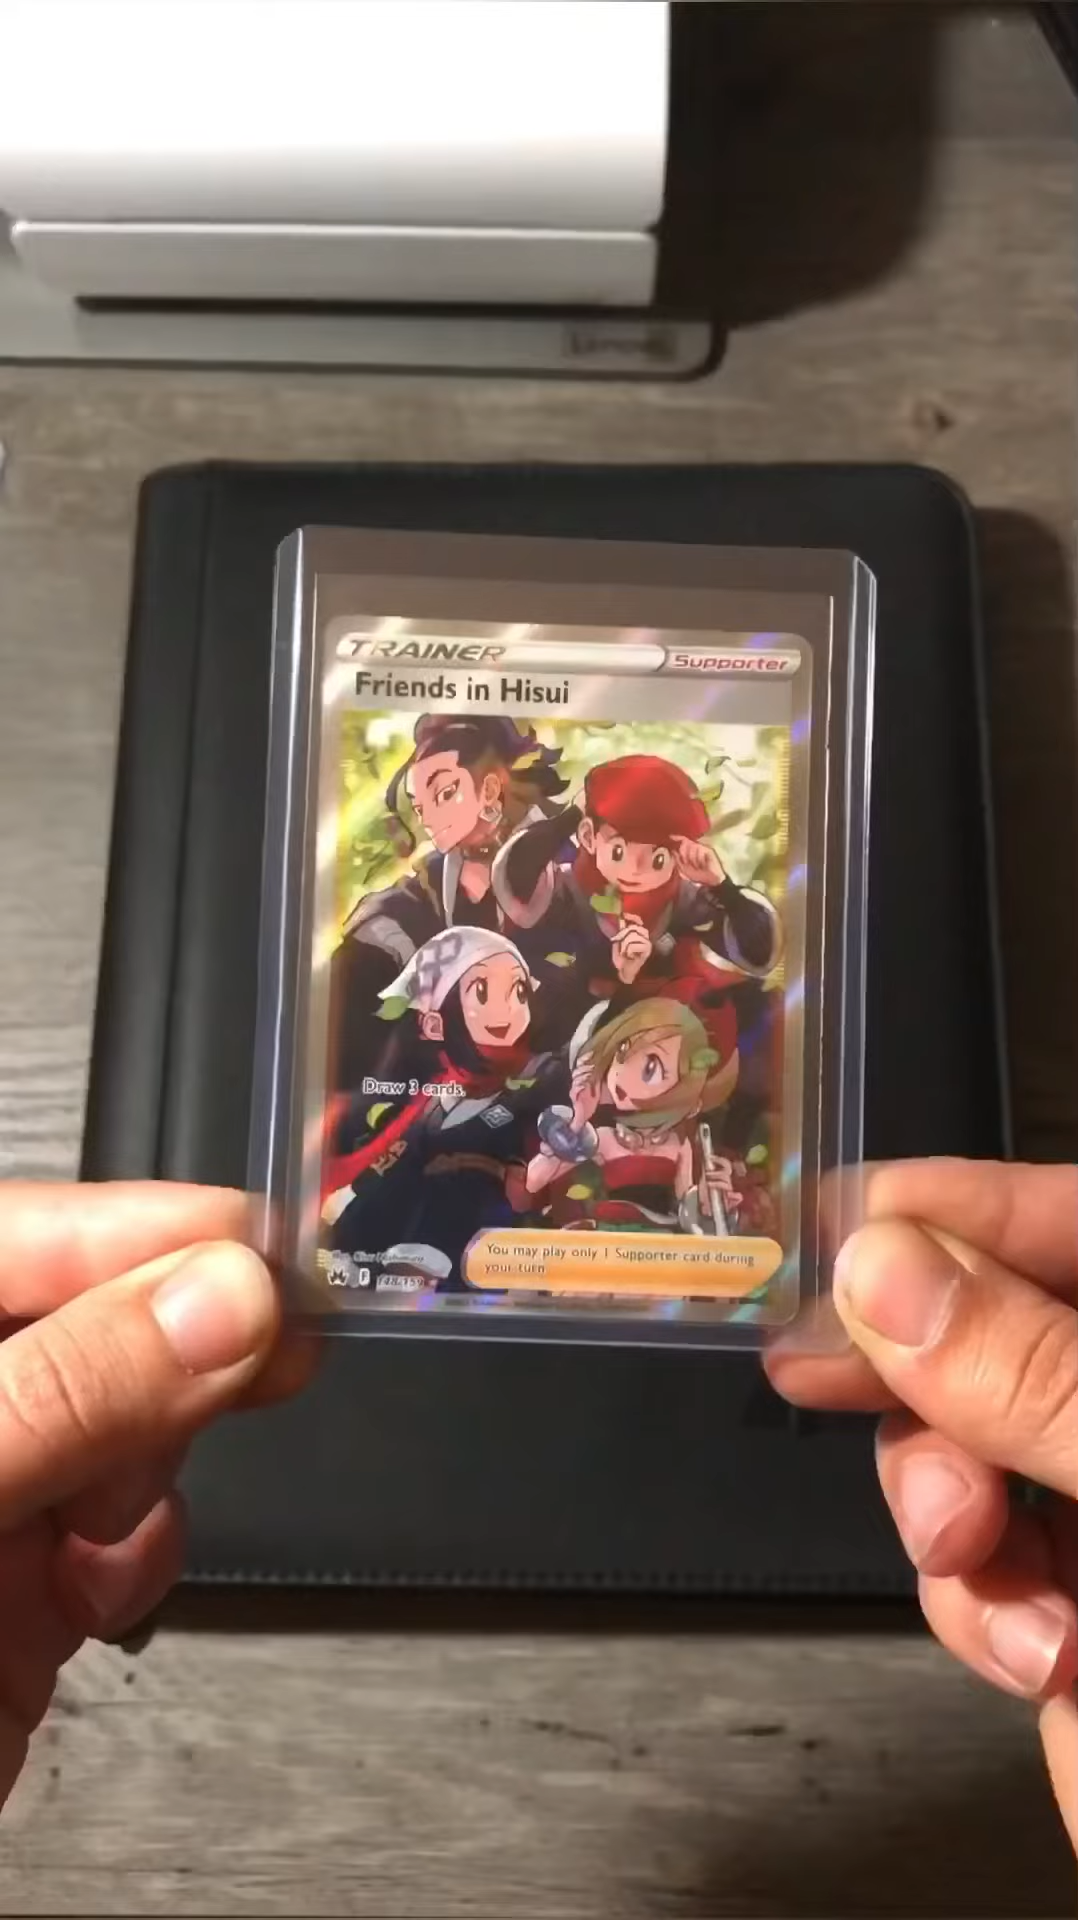 TRAINER
Supporter
Friends in Hisui
Draw 3 cards.
You may play only 1 Supporter card during
your turn.
F 148/159